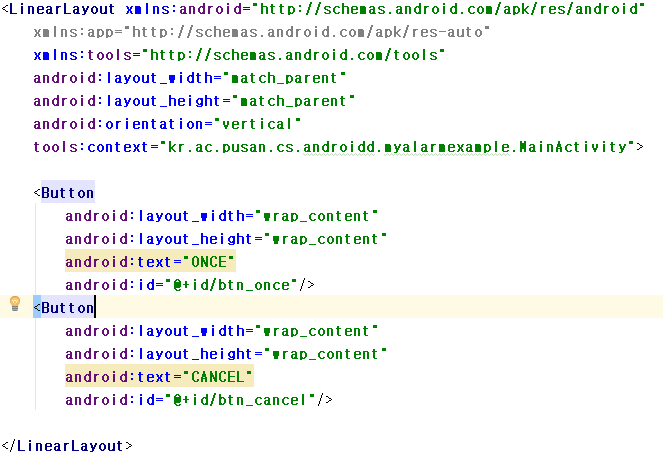 <LinearLayout xmlns:android="http://schemas.android.com/apk/res/android"
    xmlns:app="http://schemas.android.com/apk/res-auto"
    xmlns:tools="http://schemas.android.com/tools"
    android:layout_width="match_parent"
    android:layout_height="match_parent"
    android:orientation="vertical"
    tools:context="kr.ac.pusan.cs.androidd.myalarmexample.MainActivity">

    <Button
        android:layout_width="wrap_content"
        android:layout_height="wrap_content"
        android:text="ONCE"
        android:id="@+id/btn_once"/>
    <Button
        android:layout_width="wrap_content"
        android:layout_height="wrap_content"
        android:text="CANCEL"
        android:id="@+id/btn_cancel"/>

</LinearLayout>